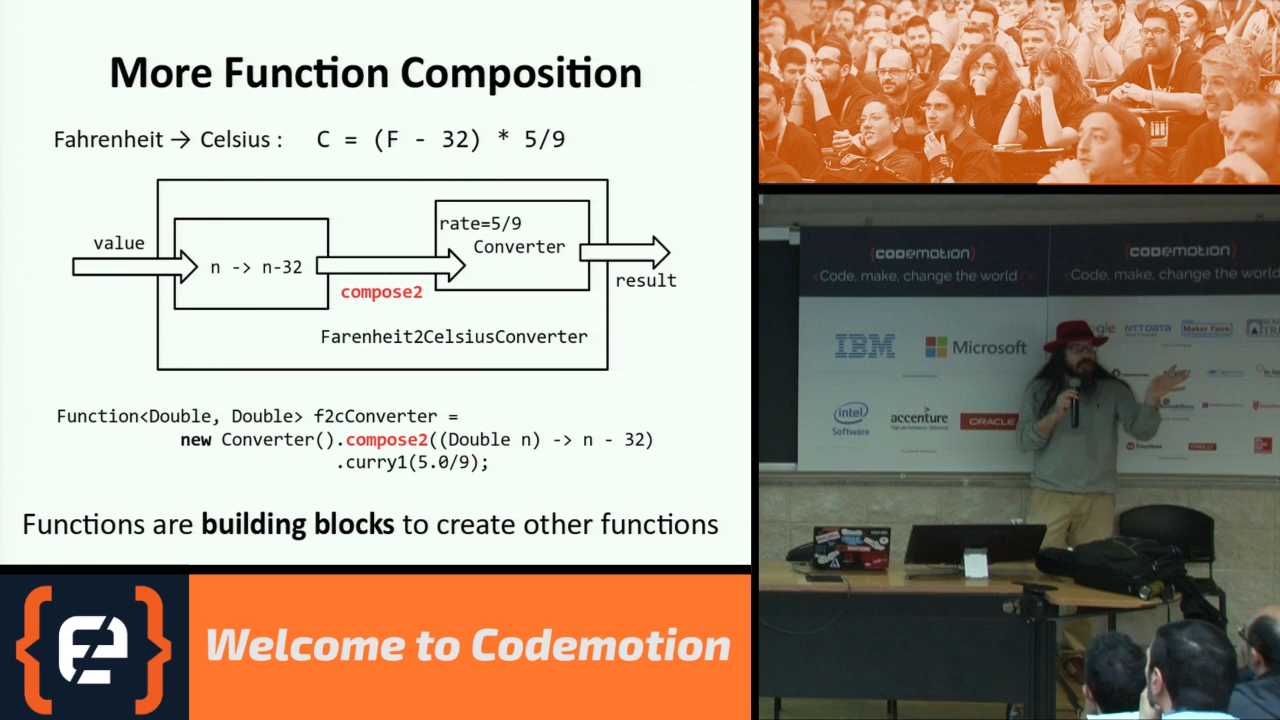 More Function Composition
Fahrenheit → Celsius : C = (F - 32) * 5/9
value
n -> n-32
compose2
rate=5/9
Converter
result
Farenheit2CelsiusConverter
Function<Double, Double> f2cConverter =
new Converter().compose2((Double n) -> n - 32)
.curry1(5.0/9);
Functions are building blocks to create other functions
Welcome to Codemotion
{CODEMOTION}
<Code, make, change the world/>
{CODEMOTION}
<Code, make, change the world
IBM
Microsoft
NTT DATA
Maker Faire
intel
Software
accenture
ORACLE